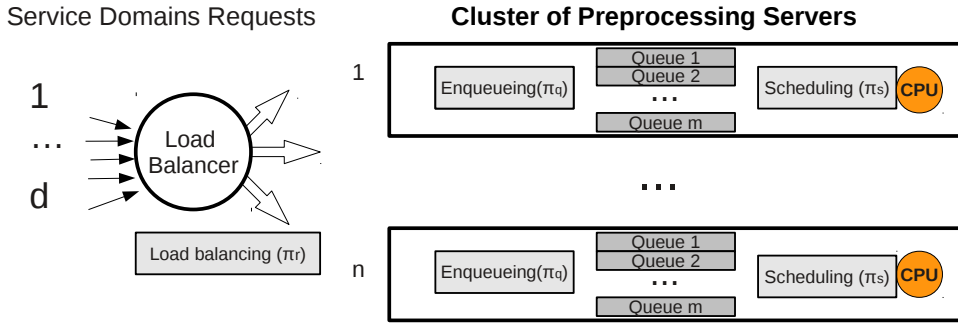 Service Domains Requests
Cluster of Preprocessing Servers
1
...
d
Load
Balancer
Load balancing (πr)
1
Enqueueing(πq)
Queue 1
Queue 2
...
Queue m
Scheduling (πs)
CPU
...
n
Enqueueing(πq)
Queue 1
Queue 2
...
Queue m
Scheduling (πs)
CPU